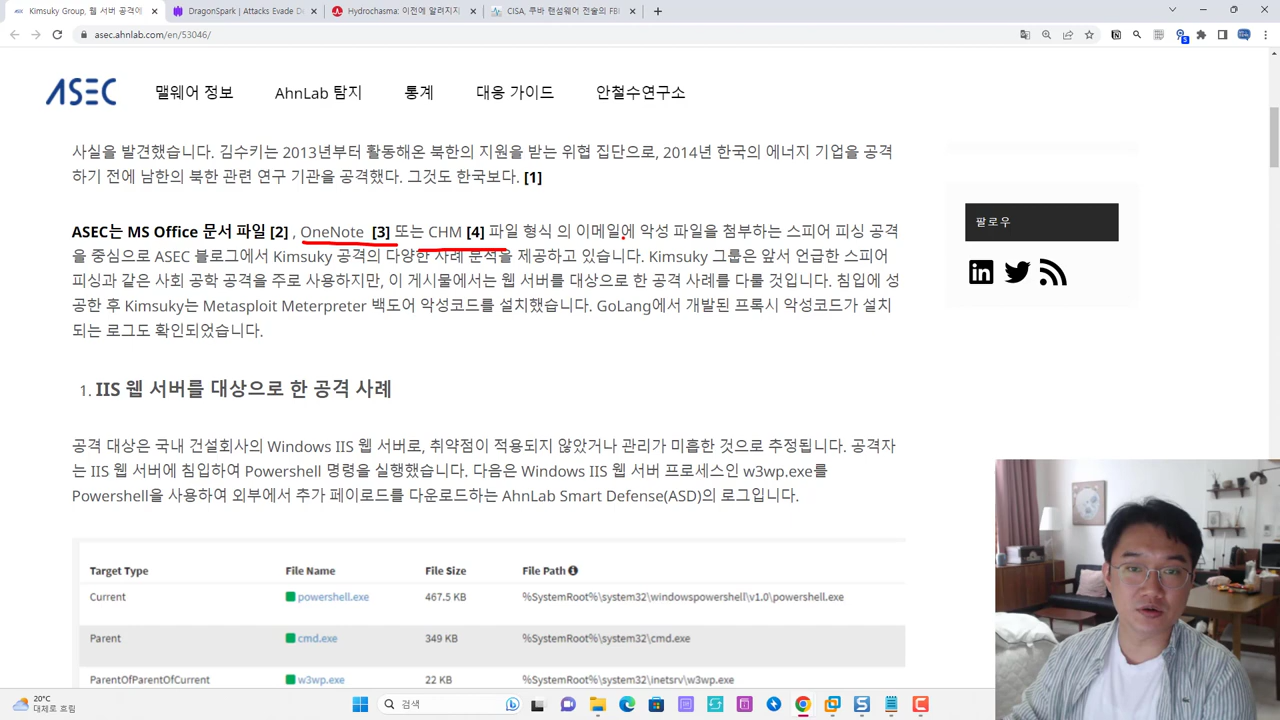 Kimsuky Group, 웹 서버 공격이
DragonSpark | Attacks Evade De
Hydrochasma: 이전에 알려지지
CISA, 쿠바 랜섬웨어 전술의 FBI
asec.ahnlab.com/en/53046/
ASEC
맬웨어 정보
AhnLab 탐지
통계
대응 가이드
안철수연구소
사실을 발견했습니다. 김수키는 2013년부터 활동해온 북한의 지원을 받는 위협 집단으로, 2014년 한국의 에너지 기업을 공격
하기 전에 남한의 북한 관련 연구 기관을 공격했다. 그것도 한국보다. [1]
ASEC는 MS Office 문서 파일 [2] , OneNote [3] 또는 CHM [4] 파일 형식 의 이메일에 악성 파일을 첨부하는 스피어 피싱 공격
을 중심으로 ASEC 블로그에서 Kimsuky 공격의 다양한 사례 분석을 제공하고 있습니다. Kimsuky 그룹은 앞서 언급한 스피어
피싱과 같은 사회 공학 공격을 주로 사용하지만, 이 게시물에서는 웹 서버를 대상으로 한 공격 사례를 다룰 것입니다. 침입에 성
공한 후 Kimsuky는 Metasploit Meterpreter 백도어 악성코드를 설치했습니다. GoLang에서 개발된 프록시 악성코드가 설치
되는 로그도 확인되었습니다.
팔로우
1. IIS 웹 서버를 대상으로 한 공격 사례
공격 대상은 국내 건설회사의 Windows IIS 웹 서버로, 취약점이 적용되지 않았거나 관리가 미흡한 것으로 추정됩니다. 공격자
는 IIS 웹 서버에 침입하여 Powershell 명령을 실행했습니다. 다음은 Windows IIS 웹 서버 프로세스인 w3wp.exe를
Powershell을 사용하여 외부에서 추가 페이로드를 다운로드하는 AhnLab Smart Defense(ASD)의 로그입니다.
Target Type File Name File Size File Path
Current powershell.exe 467.5 KB %SystemRoot%\system32\windowspowershell\v1.0\powershell.exe
Parent cmd.exe 349 KB %SystemRoot%\system32\cmd.exe
ParentOfParentOfCurrent w3wp.exe 22 KB %SystemRoot%\system32\inetsrv\w3wp.exe
20°C
대체로 흐림
검색